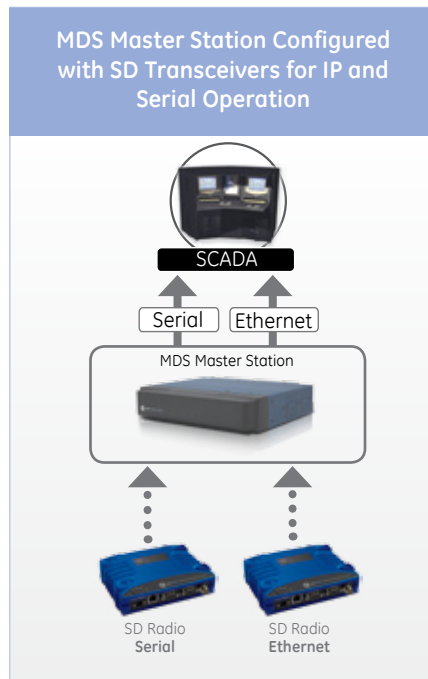 MDS Master Station Configured
with SD Transceivers for IP and
Serial Operation
SCADA
Serial Ethernet
MDS Master Station
SD Radio SD Radio
Serial Ethernet